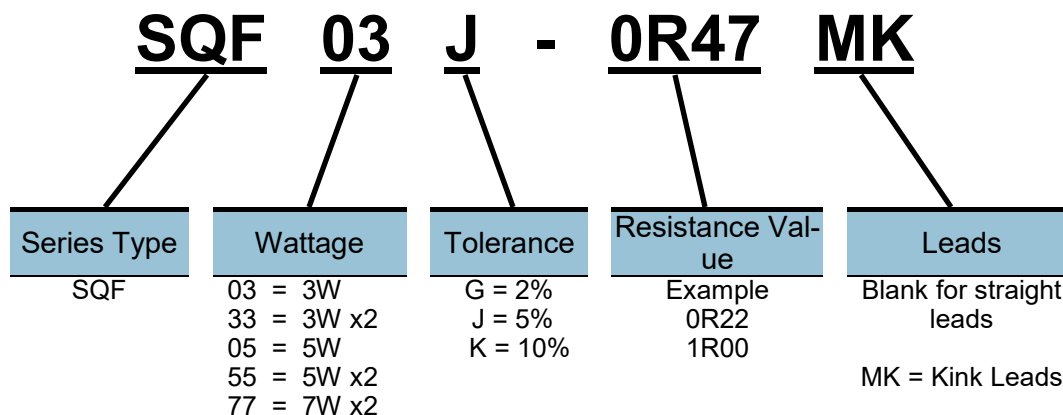 SQF 03 J - 0R47 MK
Series Type
SQF
Wattage
03 = 3W
33 = 3W x2
05 = 5W
55 = 5W x2
77 = 7W x2
Tolerance
G = 2%
J = 5%
K = 10%
Resistance Val-
ue
Example
0R22
1R00
Leads
Blank for straight
leads
MK = Kink Leads